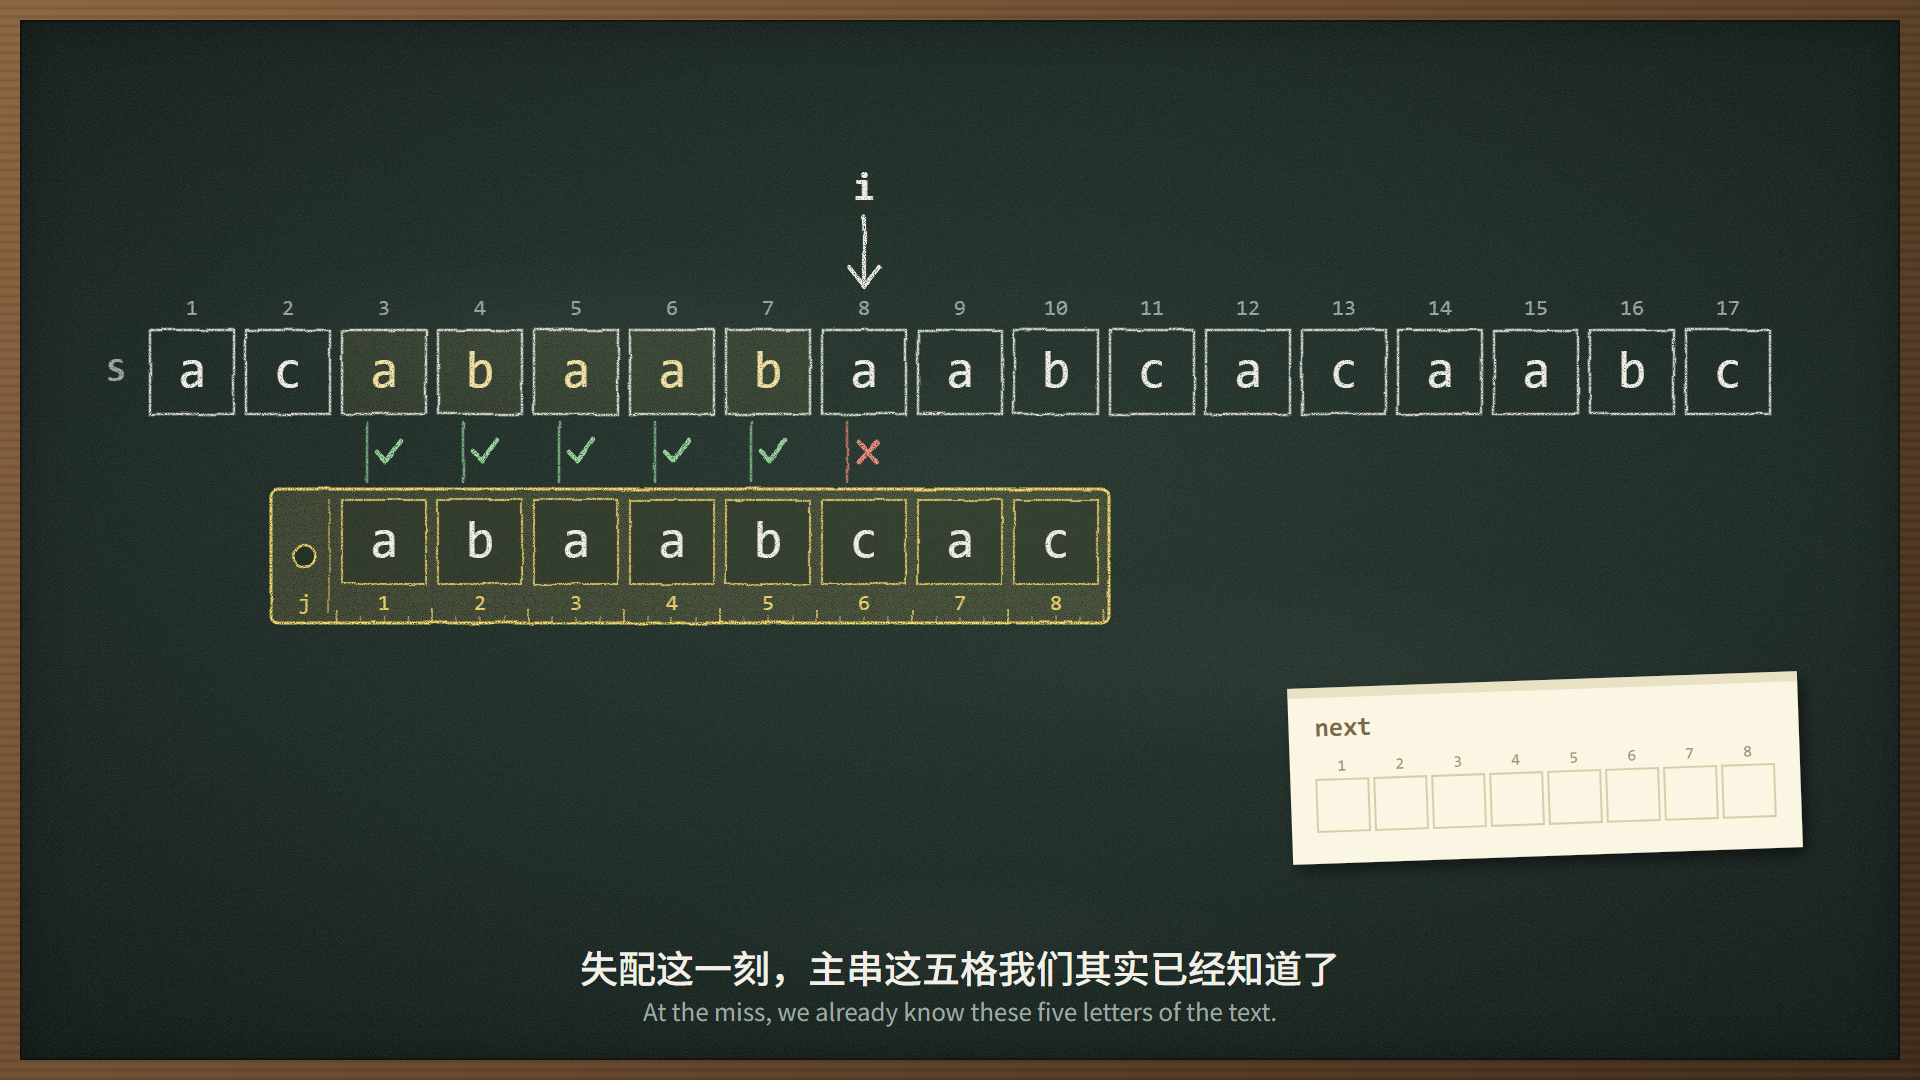 i
1 2 3 4 5 6 7 8 9 10 11 12 13 14 15 16 17
s a c a b a a b a a b c a c a a b c
a b a a b c a c
j 1 2 3 4 5 6 7 8
next
1 2 3 4 5 6 7 8
失配这一刻，主串这五格我们其实已经知道了
At the miss, we already know these five letters of the text.